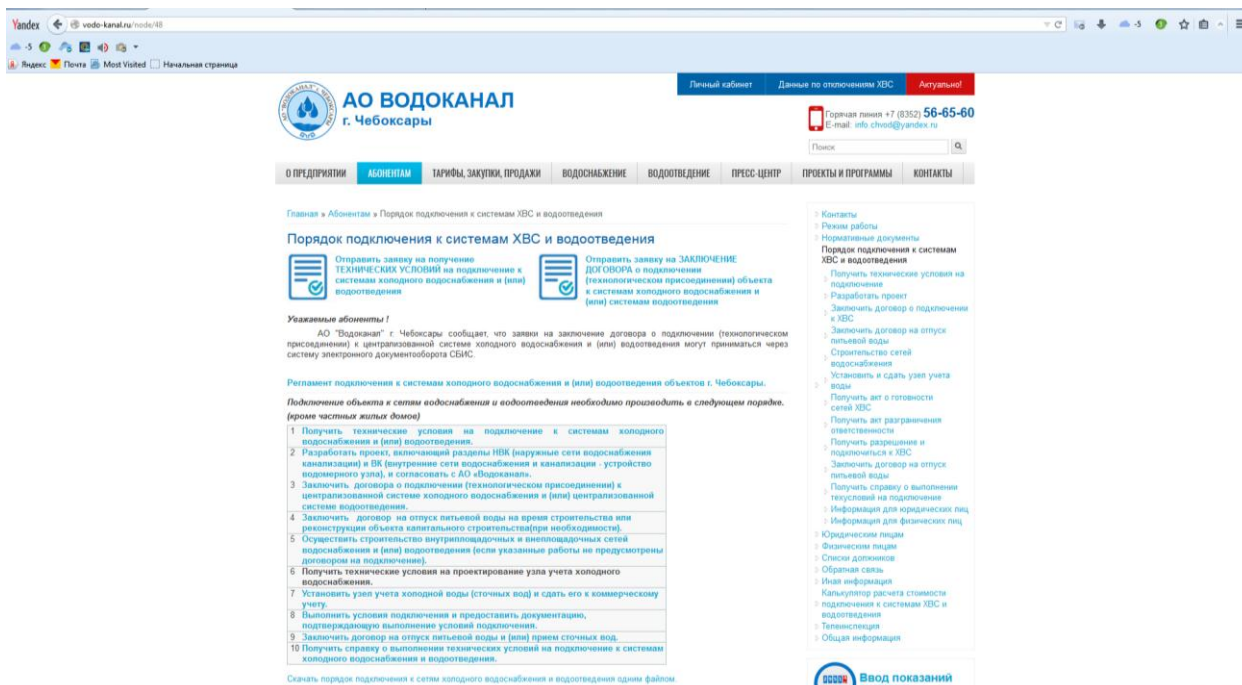 Yandex vodo-kanal.ru/node/48
-5
-5
Яндекс Почта Most Visited Начальная страница
Личный кабинет Данные по отключениям ХВС Актуально!
АО ВОДОКАНАЛ
г. Чебоксары
Горячая линия +7 (8352) 56-65-60
E-mail: info.chvod@yandex.ru
Поиск
О ПРЕДПРИЯТИИ АБОНЕНТАМ ТАРИФЫ, ЗАКУПКИ, ПРОДАЖИ ВОДОСНАБЖЕНИЕ ВОДООТВЕДЕНИЕ ПРЕСС-ЦЕНТР ПРОЕКТЫ И ПРОГРАММЫ КОНТАКТЫ
Главная » Абонентам » Порядок подключения к системам ХВС и водоотведения
Порядок подключения к системам ХВС и водоотведения
Отправить заявку на получение
ТЕХНИЧЕСКИХ УСЛОВИЙ на подключение к
системам холодного водоснабжения и (или)
водоотведения
Отправить заявку на ЗАКЛЮЧЕНИЕ
ДОГОВОРА о подключении
(технологическом присоединении) объекта
к системам холодного водоснабжения и
(или) системам водоотведения
Уважаемые абоненты !
АО "Водоканал" г. Чебоксары сообщает, что заявки на заключение договора о подключении (технологическом
присоединении) к централизованной системе холодного водоснабжения и (или) водоотведения могут приниматься через
систему электронного документооборота СБИС.
Регламент подключения к системам холодного водоснабжения и (или) водоотведения объектов г. Чебоксары.
Подключение объекта к сетям водоснабжения и водоотведения необходимо производить в следующем порядке.
(кроме частных жилых домов)
1 Получить технические условия на подключение к системам холодного
водоснабжения и (или) водоотведения.
2 Разработать проект, включающий разделы НВК (наружные сети водоснабжения
канализации) и ВК (внутренние сети водоснабжения и канализации - устройство
водомерного узла), и согласовать с АО «Водоканал».
3 Заключить договора о подключении (технологическом присоединении) к
централизованной системе холодного водоснабжения и (или) централизованной
системе водоотведения.
4 Заключить договор на отпуск питьевой воды на время строительства или
реконструкции объекта капитального строительства(при необходимости).
5 Осуществить строительство внутриплощадочных и внеплощадочных сетей
водоснабжения и (или) водоотведения (если указанные работы не предусмотрены
договором на подключение).
6 Получить технические условия на проектирование узла учета холодного
водоснабжения.
7 Установить узел учета холодной воды (сточных вод) и сдать его к коммерческому
учету.
8 Выполнить условия подключения и предоставить документацию,
подтверждающую выполнение условий подключения.
9 Заключить договор на отпуск питьевой воды и (или) прием сточных вод.
10 Получить справку о выполнении технических условий на подключение к системам
холодного водоснабжения и водоотведения.
Скачать порядок подключения к сетям холодного водоснабжения и водоотведения одним файлом
Контакты
Режим работы
Нормативные документы
Порядок подключения к системам
ХВС и водоотведения
Получить технические условия на
подключение
Разработать проект
Заключить договор о подключении
к ХВС
Заключить договор на отпуск
питьевой воды
Строительство сетей
водоснабжения
Установить и сдать узел учета
воды
Получить акт о готовности
сетей ХВС
Получить акт разграничения
ответственности
Получить разрешение и
подключиться к ХВС
Заключить договор на отпуск
питьевой воды
Получить справку о выполнении
техусловий на подключение
Информация для юридических лиц
Информация для физических лиц
Юридическим лицам
Физическим лицам
Списки должников
Обратная связь
Иная информация
Калькулятор расчета стоимости
подключения к системам ХВС и
водоотведения
Телеинспекция
Общая информация
Ввод показаний